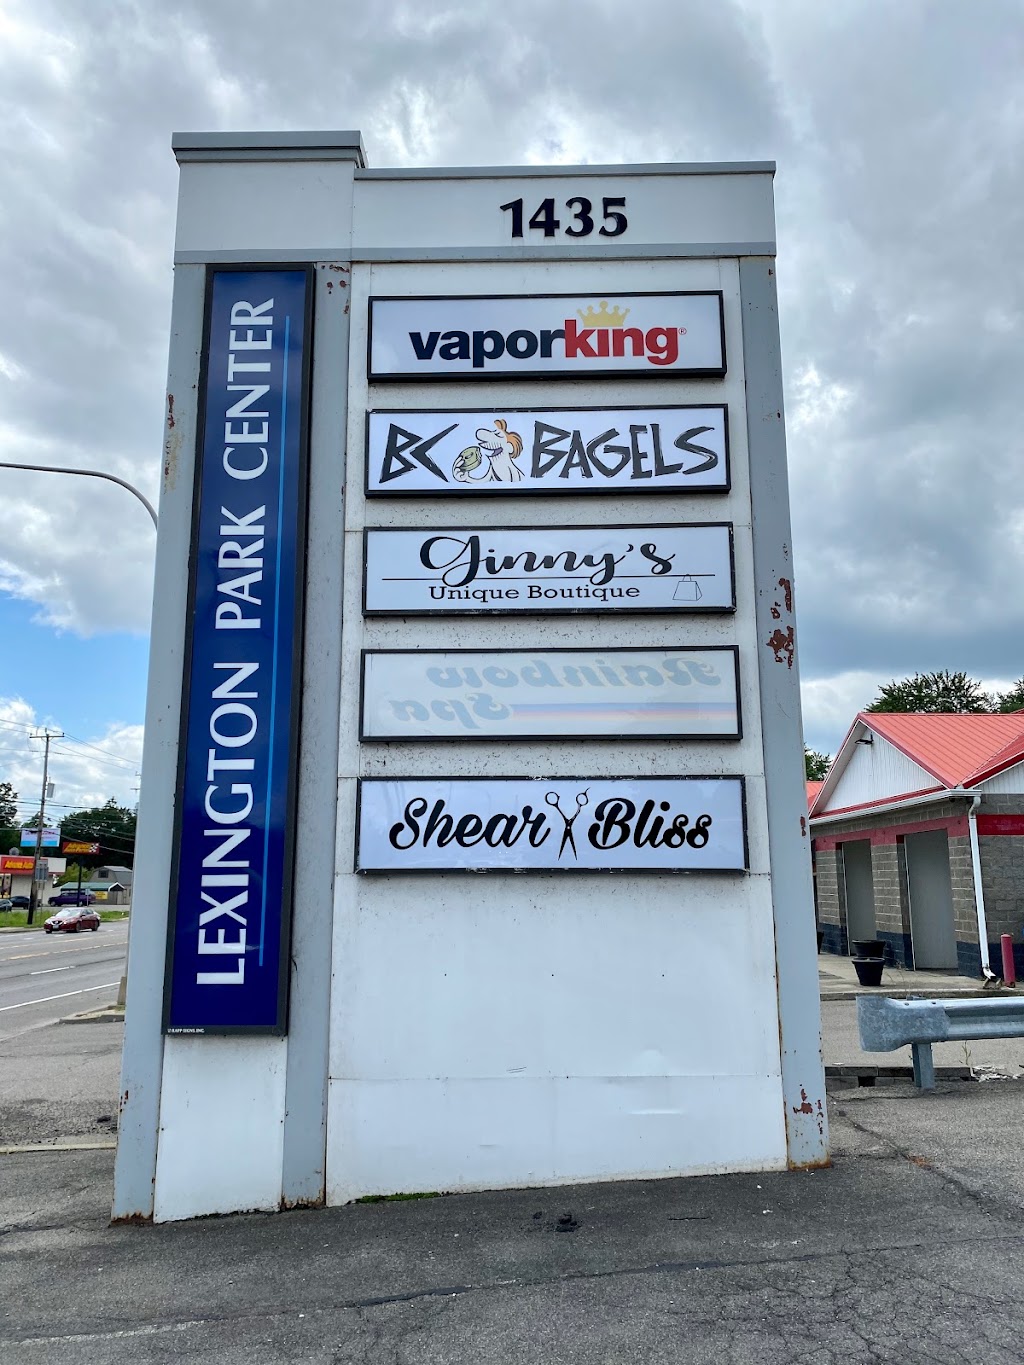 1435
LEXINGTON PARK CENTER
vaporking®
BC BAGELS
Ginny's
Unique Boutique
Rainbow
Spa
Shear Bliss